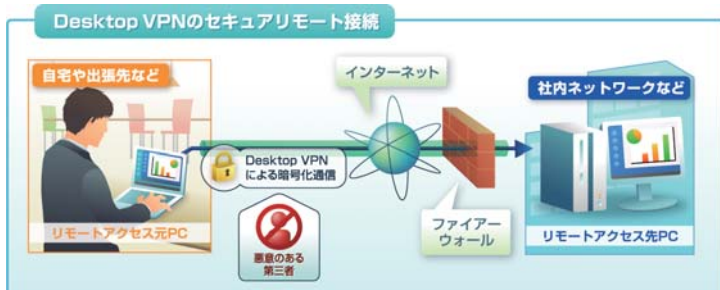 Desktop VPNのセキュアリモート接続
自宅や出張先など
インターネット
社内ネットワークなど
Desktop VPN
による暗号化通信
リモートアクセス元PC
悪意のある
第三者
ファイアー
ウォール
リモートアクセス先PC